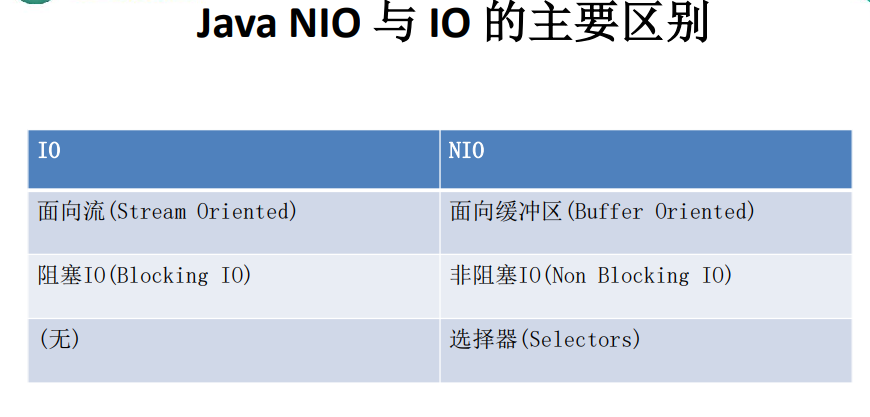 Java NIO 与 IO 的主要区别
IO
NIO
面向流(Stream Oriented)
面向缓冲区(Buffer Oriented)
阻塞IO(Blocking IO)
非阻塞IO(Non Blocking IO)
(无)
选择器(Selectors)